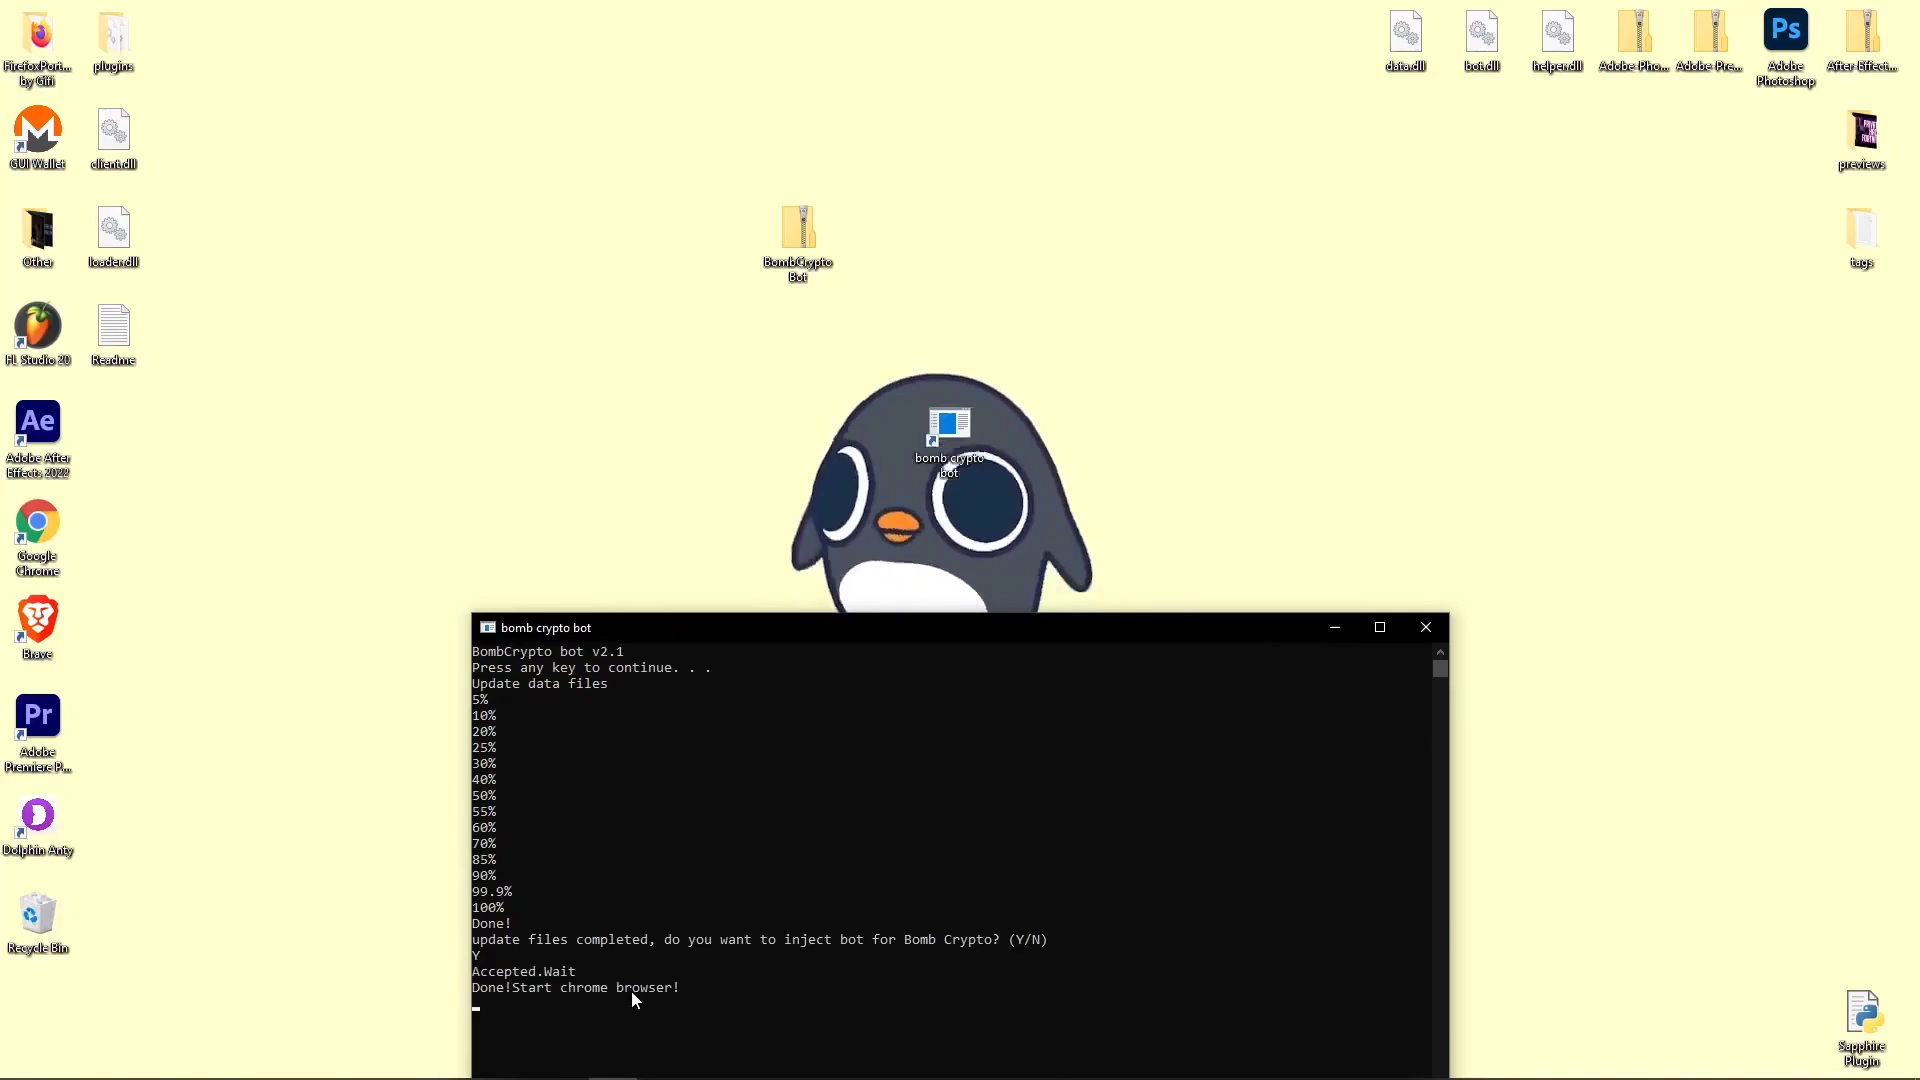 FirefoxPort...
by Gifi
plugins
data.dll
bot.dll
helper.dll
Adobe-Pho...
Adobe-Pre...
Ps
Adobe
Photoshop
After-Effect...
GUI Wallet
client.dll
previews
Other
loader.dll
BombCrypto
Bot
tags
FL Studio 20
Readme
Ae
Adobe After
Effects 2022
bomb crypto
bot
Google
Chrome
Brave
Pr
Adobe
Premiere P...
Dolphin Anty
Recycle Bin
bomb crypto bot
BombCrypto bot v2.1
Press any key to continue. . .
Update data files
5%
10%
20%
25%
30%
40%
50%
55%
60%
70%
85%
90%
99.9%
100%
Done!
update files completed, do you want to inject bot for Bomb Crypto? (Y/N)
Y
Accepted.Wait
Done!Start chrome browser!
Sapphire
Plugin